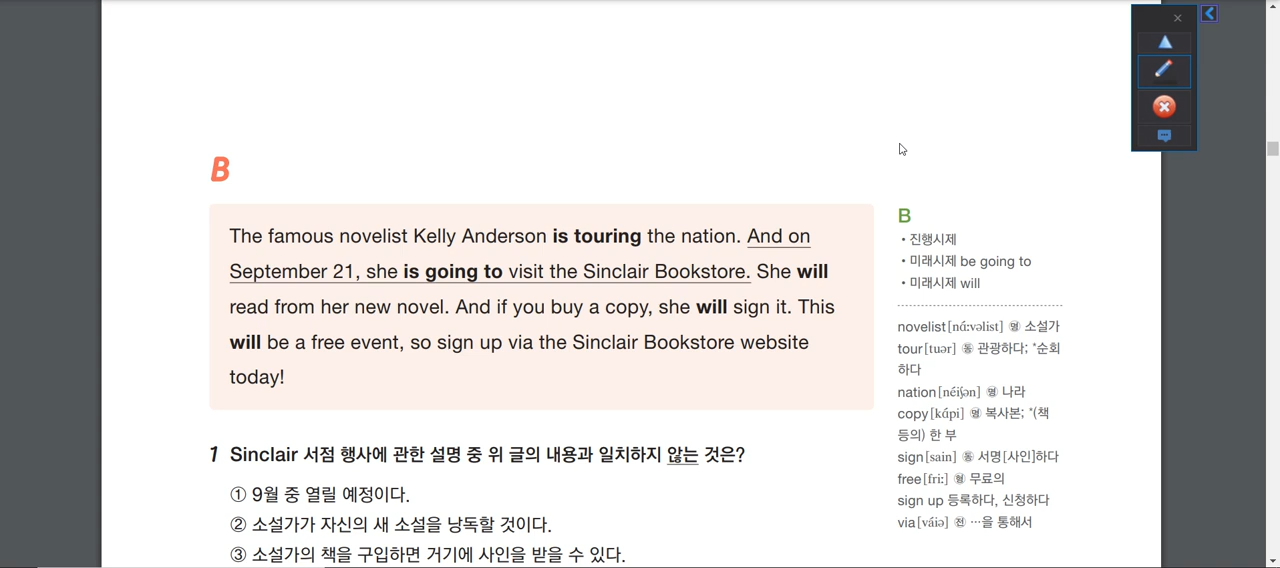 B
The famous novelist Kelly Anderson is touring the nation. And on
September 21, she is going to visit the Sinclair Bookstore. She will
read from her new novel. And if you buy a copy, she will sign it. This
will be a free event, so sign up via the Sinclair Bookstore website
today!
1 Sinclair 서점 행사에 관한 설명 중 위 글의 내용과 일치하지 않는 것은?
① 9월 중 열릴 예정이다.
② 소설가가 자신의 새 소설을 낭독할 것이다.
③ 소설가의 책을 구입하면 거기에 사인을 받을 수 있다.
B
• 진행시제
• 미래시제 be going to
• 미래시제 will
novelist[nɑ́:vəlist] 명 소설가
tour[tuər] 동 관광하다; *순회
하다
nation[néiʃən] 명 나라
copy[kɑ́pi] 명 복사본; *(책
등의) 한 부
sign[sain] 동 서명[사인]하다
free[fri:] 형 무료의
sign up 등록하다, 신청하다
via[váiə] 전 …을 통해서